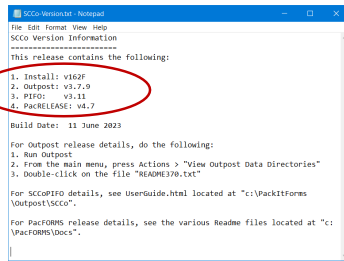 SCCo-Version.txt - Notepad
File Edit Format View Help
SCCo Version Information
========================
This release contains the following:
1. Install: v162F
2. Outpost: v3.7.9
3. PIFO: v3.11
4. PacRELEASE: v4.7
Build Date: 11 June 2023
For Outpost release details, do the following:
1. Run Outpost
2. From the main menu, press Actions > "View Outpost Data Directories"
3. Double-click on the file "README370.txt"
For SCCoPIFO details, see UserGuide.html located at "c:\PackItForms
\Outpost\SCCo".
For PacFORMS release details, see the various Readme files located at "c:
\PacFORMS\Docs".